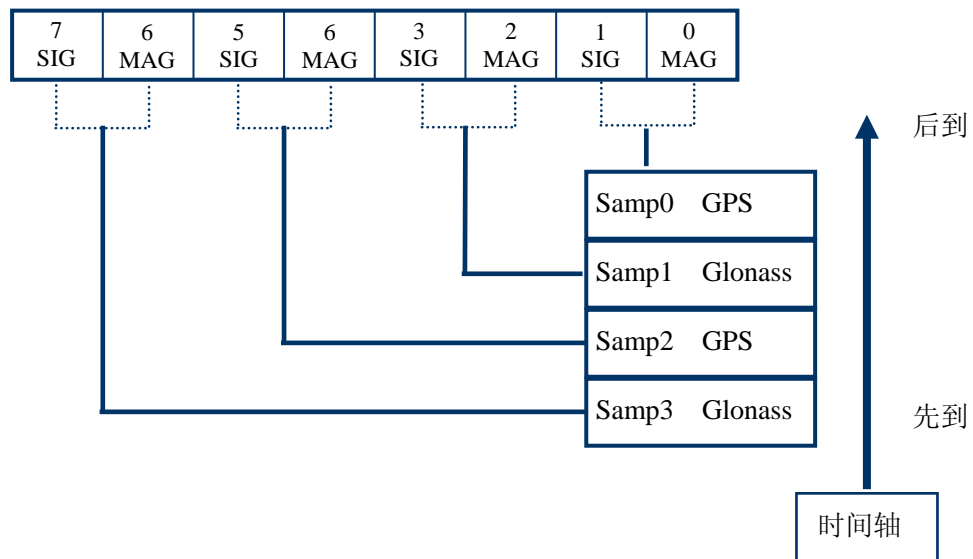 7 6 5 6 3 2 1 0
SIG MAG SIG MAG SIG MAG SIG MAG
后到
Samp0 GPS
Samp1 Glonass
Samp2 GPS
Samp3 Glonass
先到
时间轴